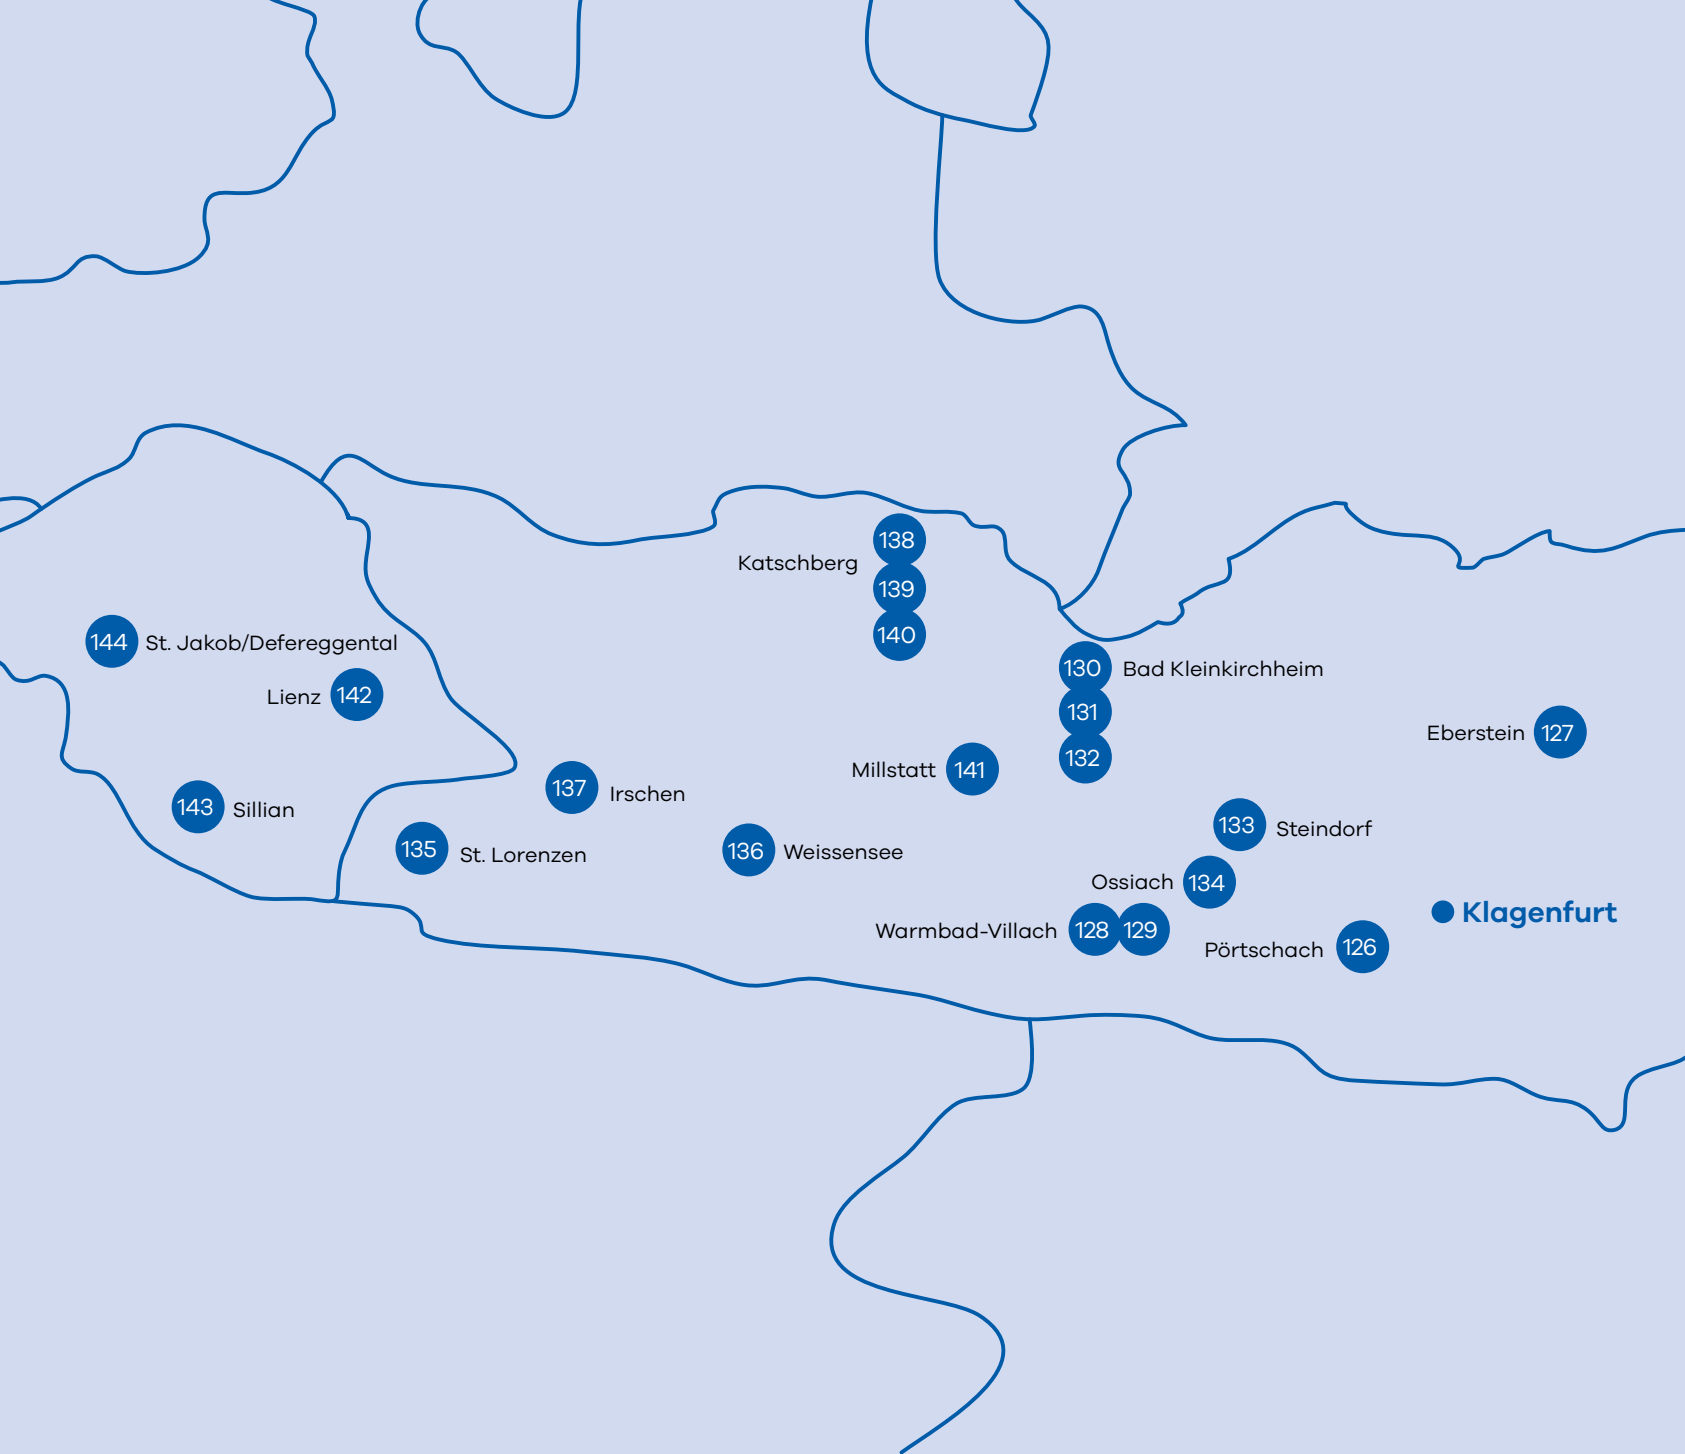 138
Katschberg
139
140
144 St. Jakob/Defereggental
130 Bad Kleinkirchheim
Lienz 142
131
Eberstein 127
132
Millstatt 141
137 Irschen
143 Sillian
133 Steindorf
135 St. Lorenzen
136 Weissensee
Ossiach 134
Klagenfurt
Warmbad-Villach 128 129
Pörtschach 126